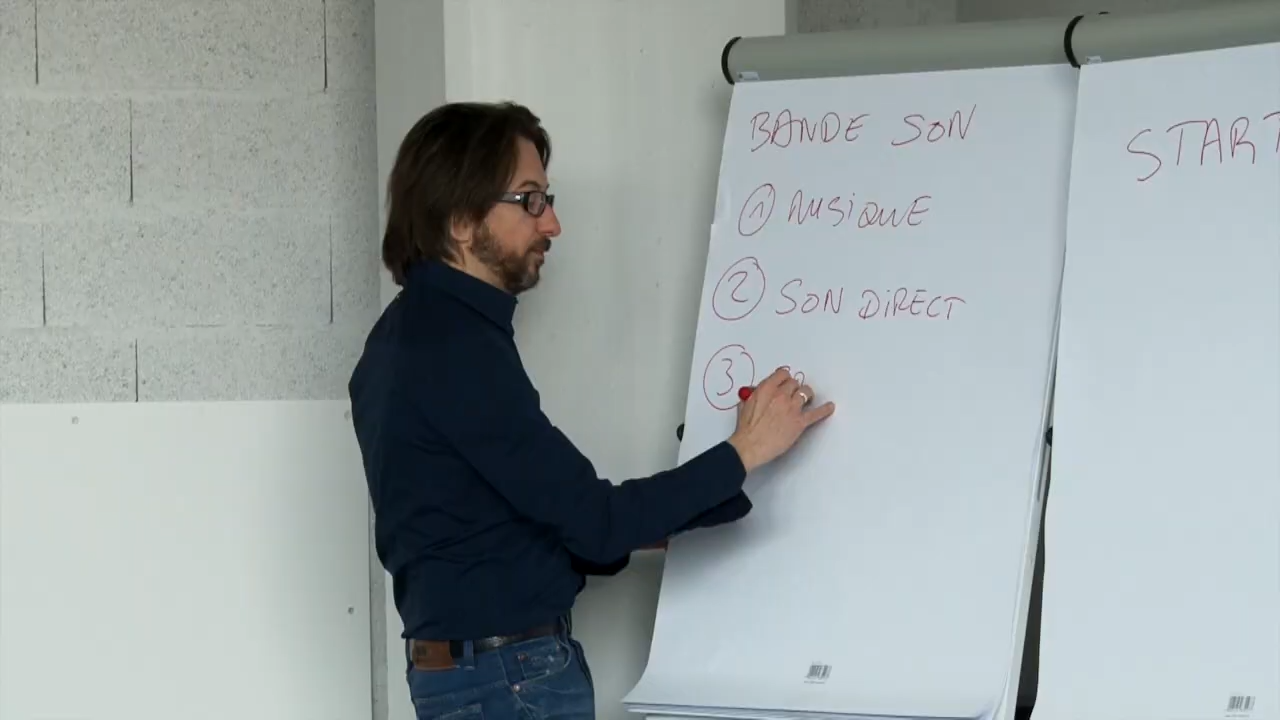 BANDE SON
1 MUSIQUE
2 SON DIRECT
3
START